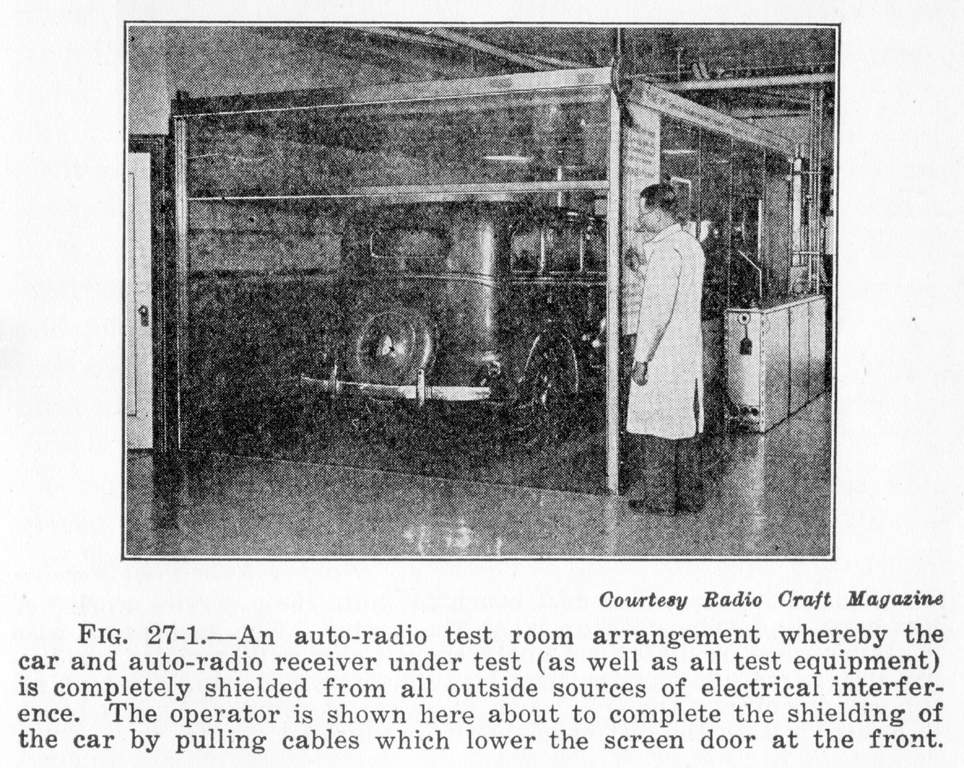 Courtesy Radio Craft Magazine
FIG. 27-1.—An auto-radio test room arrangement whereby the
car and auto-radio receiver under test (as well as all test equipment)
is completely shielded from all outside sources of electrical interfer-
ence. The operator is shown here about to complete the shielding of
the car by pulling cables which lower the screen door at the front.